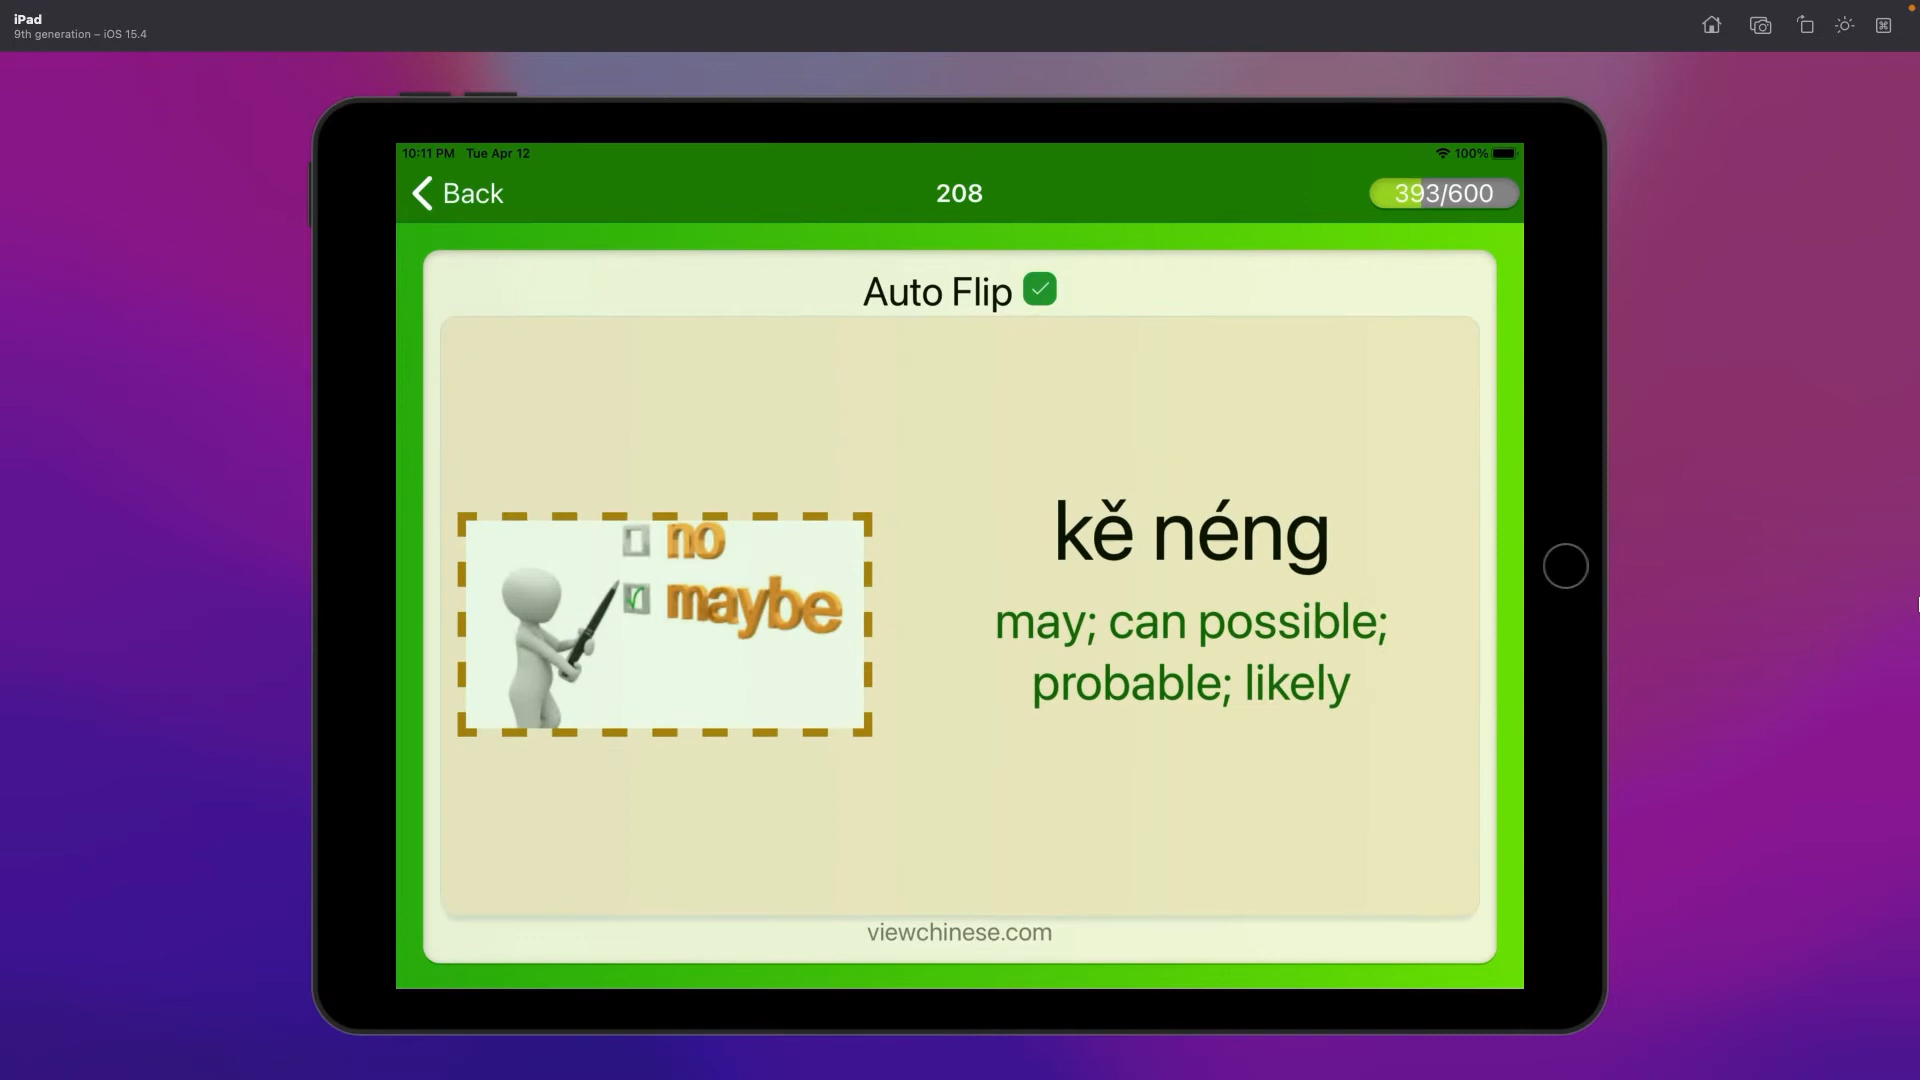 iPad
9th generation – iOS 15.4
10:11 PM Tue Apr 12
100%
Back
208
393/600
Auto Flip
no
maybe
kě néng
may; can possible;
probable; likely
viewchinese.com